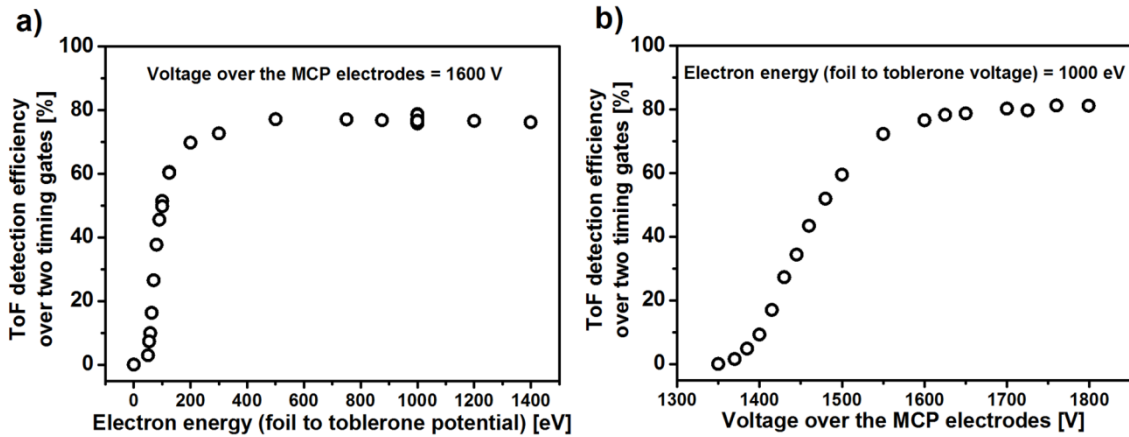 a)
ToF detection efficiency
over two timing gates [%]
100
80
60
40
20
0
Voltage over the MCP electrodes = 1600 V
0 200 400 600 800 1000 1200 1400
Electron energy (foil to toblerone potential) [eV]
b)
ToF detection efficiency
over two timing gates [%]
100
80
60
40
20
0
Electron energy (foil to toblerone voltage) = 1000 eV
1300 1400 1500 1600 1700 1800
Voltage over the MCP electrodes [V]